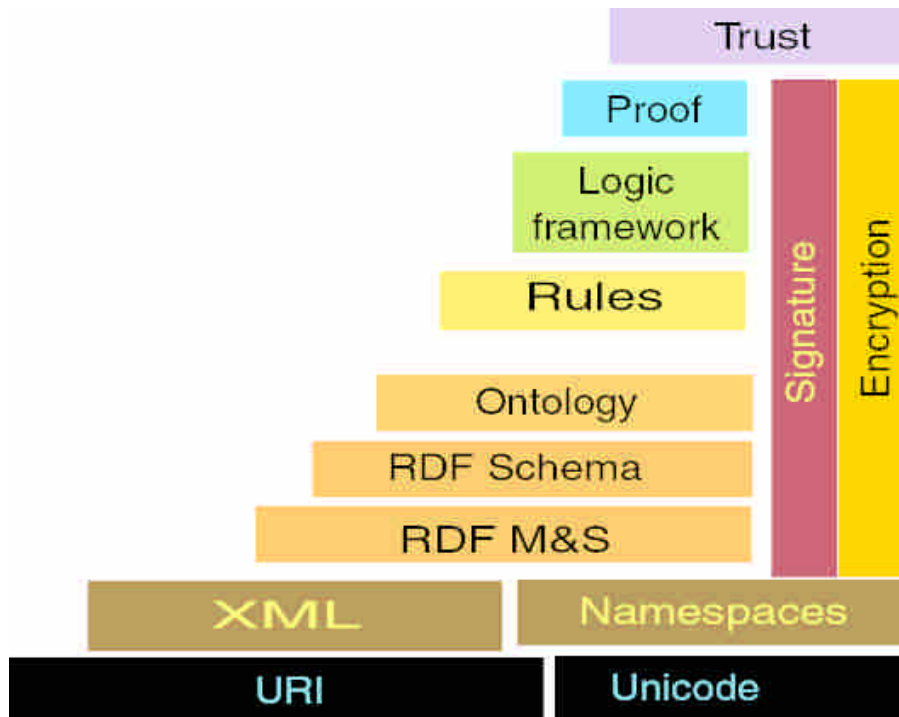 Trust
Proof
Logic
framework
Rules
Ontology
RDF Schema
RDF M&S
Signature
Encryption
XML
Namespaces
URI
Unicode